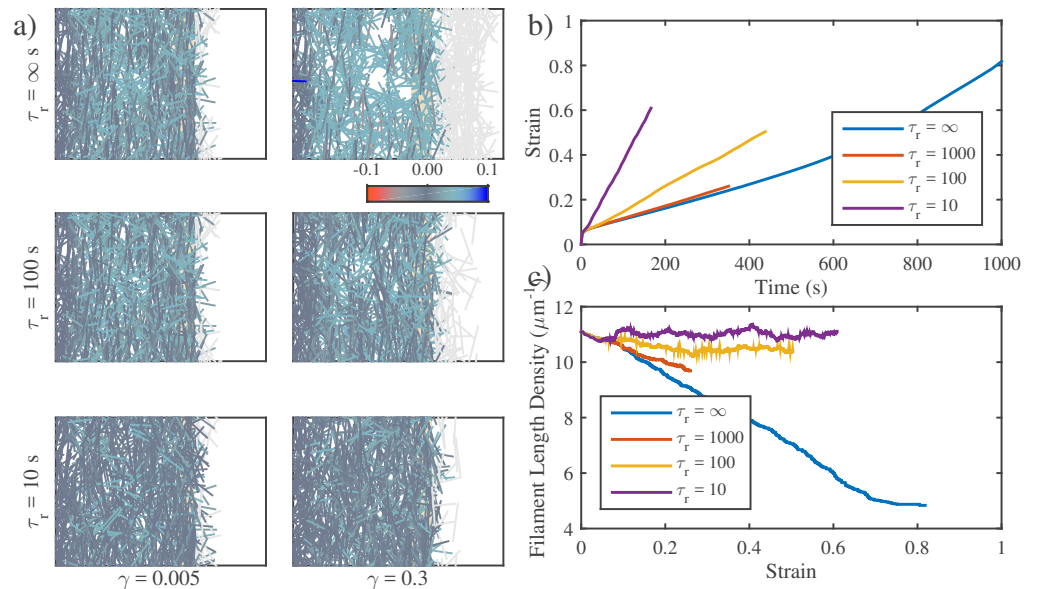 a)
τr = ∞ s
-0.1 0.00 0.1
τr = 100 s
τr = 10 s
γ = 0.005 γ = 0.3
b)
Strain
1
0.8
0.6
0.4
0.2
0
0 200 400 600 800 1000
Time (s)
τr = ∞
τr = 1000
τr = 100
τr = 10
c)
Filament Length Density (μm⁻¹)
12
10
8
6
4
0 0.2 0.4 0.6 0.8 1
Strain
τr = ∞
τr = 1000
τr = 100
τr = 10